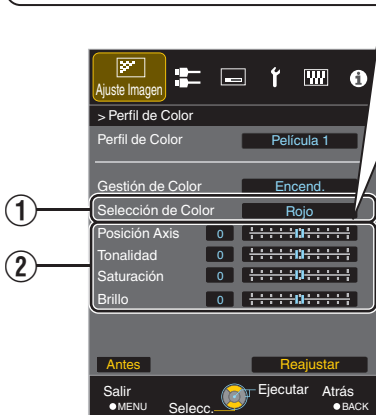 Ajuste Imagen
> Perfil de Color
Perfil de Color Película 1
Gestión de Color Encend.
① Selección de Color Rojo
② Posición Axis 0
Tonalidad 0
Saturación 0
Brillo 0
Antes Reajustar
Salir Ejecutar Atrás
●MENU Selecc. ●BACK